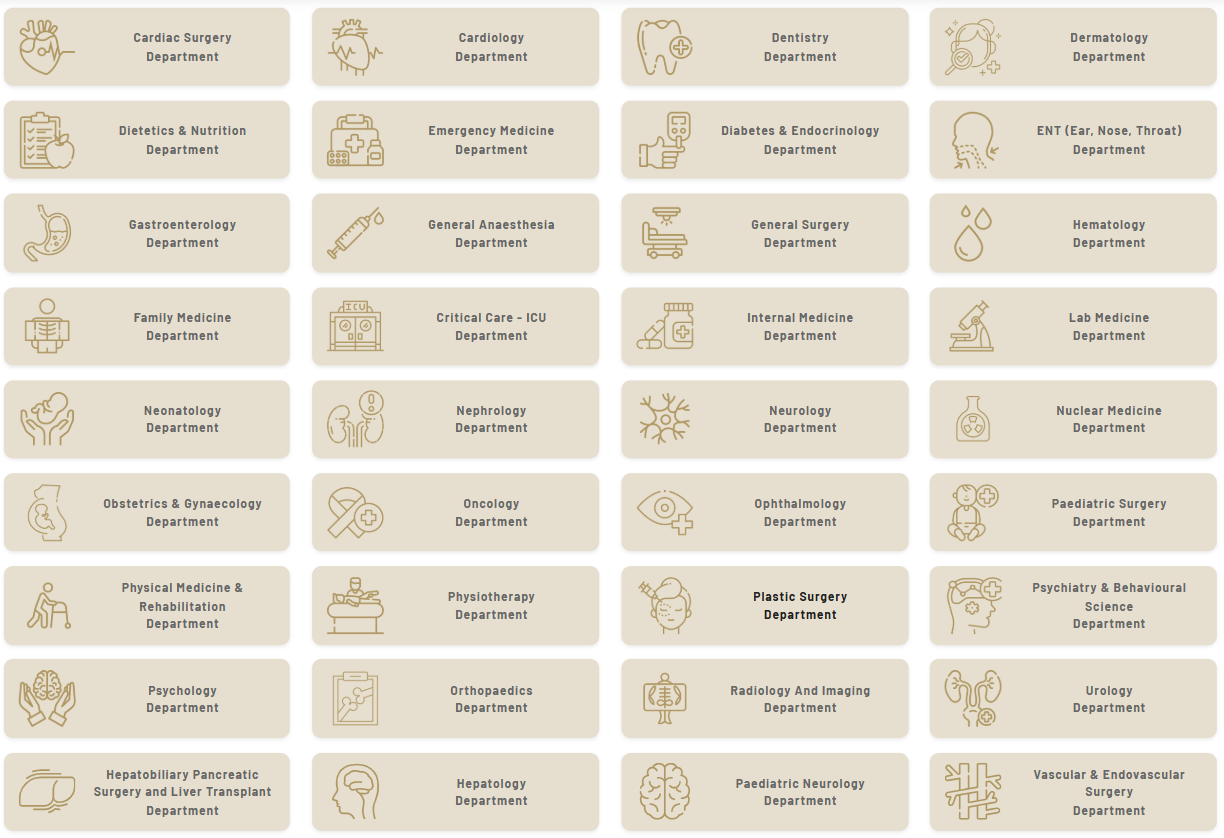 Cardiac Surgery
Department
Cardiology
Department
Dentistry
Department
Dermatology
Department
Dietetics & Nutrition
Department
Emergency Medicine
Department
Diabetes & Endocrinology
Department
ENT (Ear, Nose, Throat)
Department
Gastroenterology
Department
General Anaesthesia
Department
General Surgery
Department
Hematology
Department
Family Medicine
Department
ICU
Critical Care - ICU
Department
Internal Medicine
Department
Lab Medicine
Department
Neonatology
Department
Nephrology
Department
Neurology
Department
Nuclear Medicine
Department
Obstetrics & Gynaecology
Department
Oncology
Department
Ophthalmology
Department
Paediatric Surgery
Department
Physical Medicine &
Rehabilitation
Department
Physiotherapy
Department
Plastic Surgery
Department
Psychiatry & Behavioural
Science
Department
Psychology
Department
Orthopaedics
Department
Radiology And Imaging
Department
Urology
Department
Hepatobiliary Pancreatic
Surgery and Liver Transplant
Department
Hepatology
Department
Paediatric Neurology
Department
Vascular & Endovascular
Surgery
Department